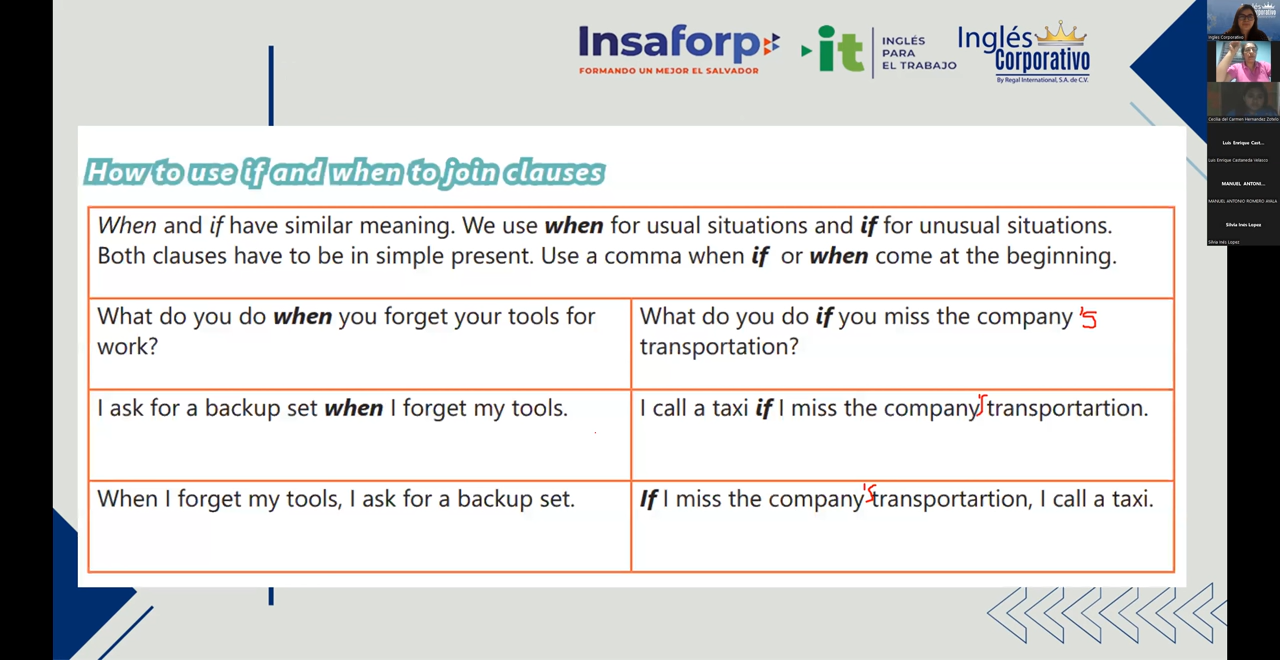 Insaforp
FORMANDO UN MEJOR EL SALVADOR
it
INGLÉS
PARA
EL TRABAJO
Inglés
Corporativo
By Regal International, S.A. de C.V.
How to use if and when to join clauses
When and if have similar meaning. We use when for usual situations and if for unusual situations.
Both clauses have to be in simple present. Use a comma when if or when come at the beginning.
What do you do when you forget your tools for
work?
What do you do if you miss the company 's
transportation?
I ask for a backup set when I forget my tools.
I call a taxi if I miss the company's transportartion.
When I forget my tools, I ask for a backup set.
If I miss the company's transportartion, I call a taxi.
Inglés Corporativo
Cecilia del Carmen Hernandez Zotelo
Luis Enrique Cast...
Luis Enrique Castaneda Velasco
MANUEL ANTONI...
MANUEL ANTONIO ROMERO AYALA
Silvia Inés Lopez
Silvia Inés Lopez